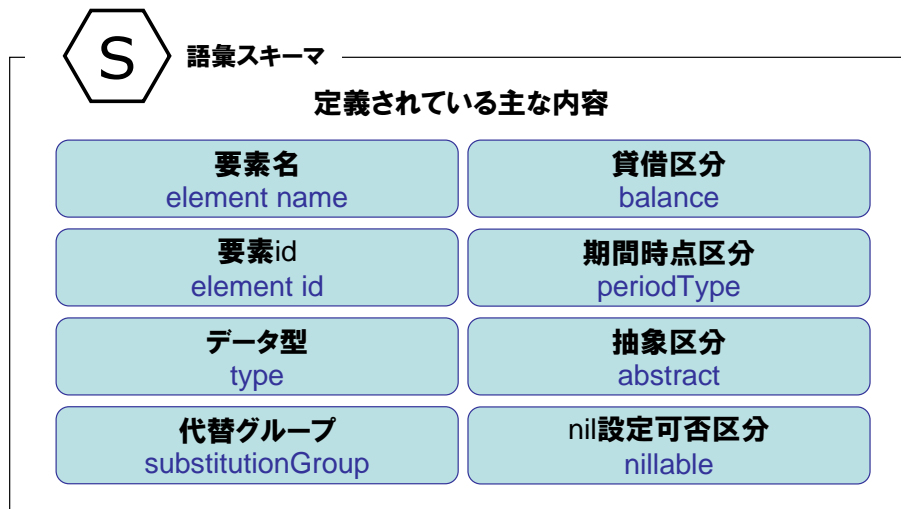 S 語彙スキーマ
定義されている主な内容
要素名
element name
貸借区分
balance
要素id
element id
期間時点区分
periodType
データ型
type
抽象区分
abstract
代替グループ
substitutionGroup
nil設定可否区分
nillable